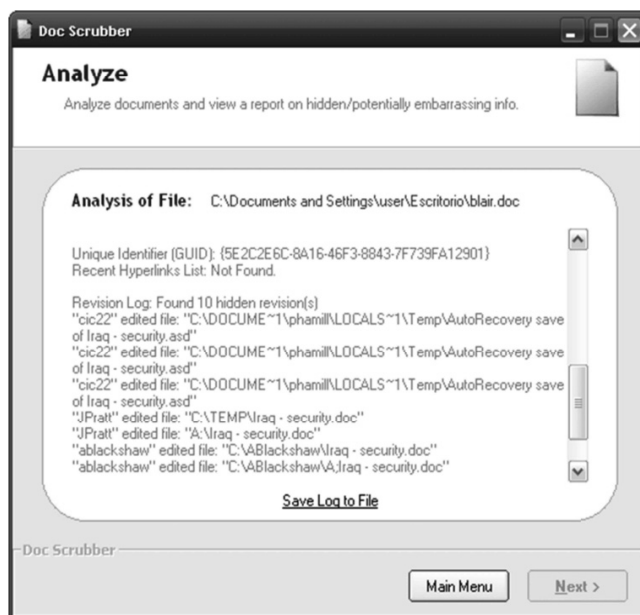 Doc Scrubber
Analyze
Analyze documents and view a report on hidden/potentially embarrassing info.
Analysis of File: C:\Documents and Settings\user\Escritorio\blair.doc
Unique Identifier (GUID): {5E2C2E6C-8A16-46F3-8843-7F739FA12901}
Recent Hyperlinks List: Not Found.
Revision Log: Found 10 hidden revision(s)
"cic22" edited file: "C:\DOCUME~1\phamill\LOCALS~1\Temp\AutoRecovery save
of Iraq - security.asd"
"cic22" edited file: "C:\DOCUME~1\phamill\LOCALS~1\Temp\AutoRecovery save
of Iraq - security.asd"
"cic22" edited file: "C:\DOCUME~1\phamill\LOCALS~1\Temp\AutoRecovery save
of Iraq - security.asd"
"JPratt" edited file: "C:\TEMP\Iraq - security.doc"
"JPratt" edited file: "A:\Iraq - security.doc"
"ablackshaw" edited file: "C:\ABlackshaw\Iraq - security.doc"
"ablackshaw" edited file: "C:\ABlackshaw\A;Iraq - security.doc"
Save Log to File
Doc Scrubber
Main Menu
Next >